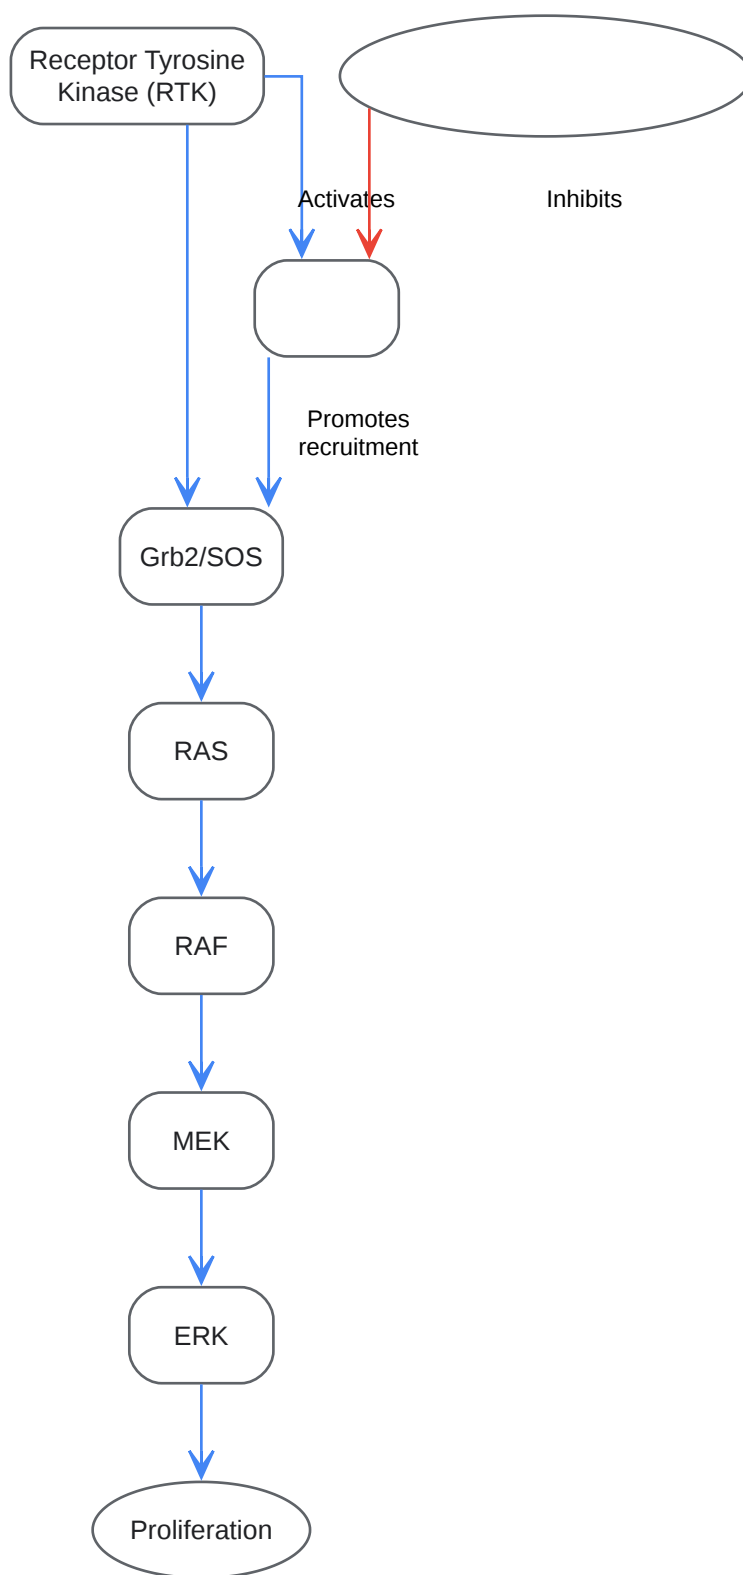 Receptor Tyrosine
Kinase (RTK)
Activates
Inhibits
Promotes
recruitment
Grb2/SOS
RAS
RAF
MEK
ERK
Proliferation